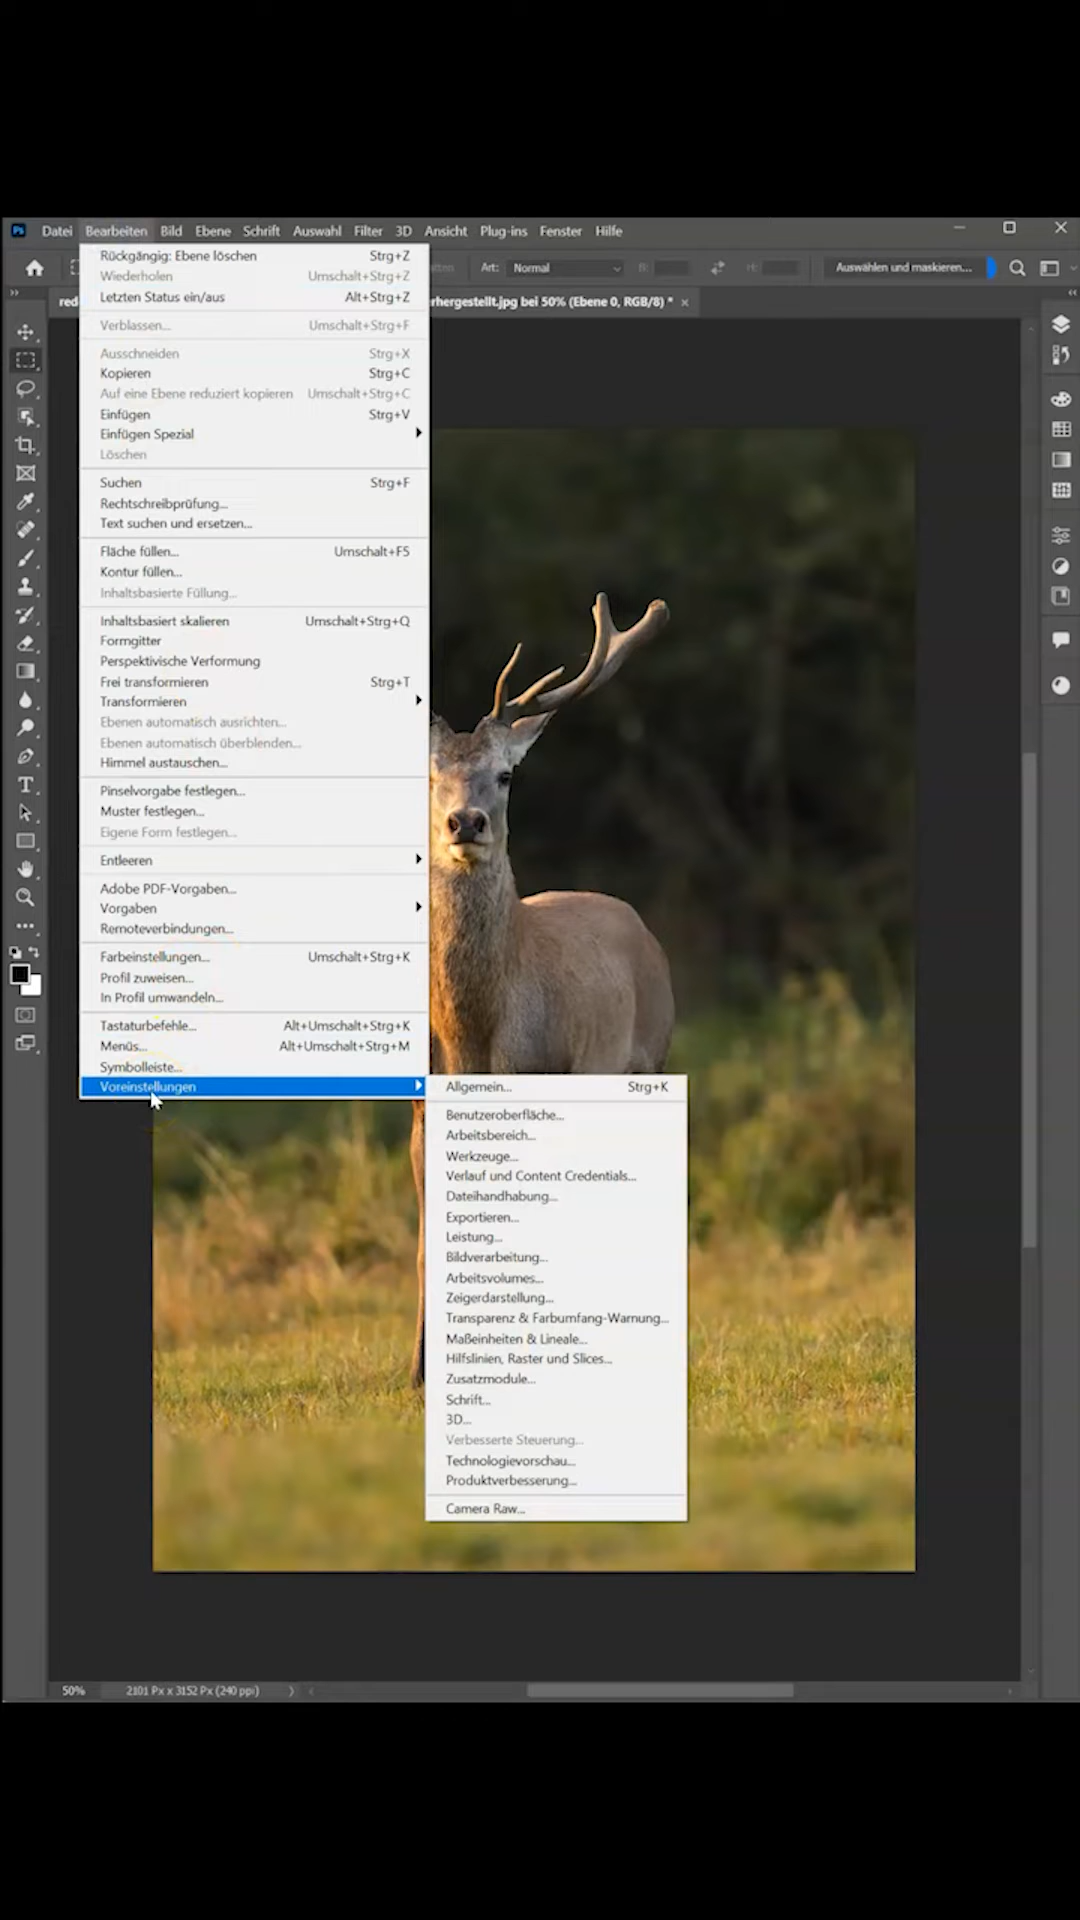 Ps Datei Bearbeiten Bild Ebene Schrift Auswahl Filter 3D Ansicht Plug-ins Fenster Hilfe
Art: Normal B: H: Auswählen und maskieren...
red
rhergestellt.jpg bei 50% (Ebene 0, RGB/8) *
Rückgängig: Ebene löschen Strg+Z
Wiederholen Umschalt+Strg+Z
Letzten Status ein/aus Alt+Strg+Z
Verblassen... Umschalt+Strg+F
Ausschneiden Strg+X
Kopieren Strg+C
Auf eine Ebene reduziert kopieren Umschalt+Strg+C
Einfügen Strg+V
Einfügen Spezial
Löschen
Suchen Strg+F
Rechtschreibprüfung...
Text suchen und ersetzen...
Fläche füllen... Umschalt+F5
Kontur füllen...
Inhaltsbasierte Füllung...
Inhaltsbasiert skalieren Umschalt+Strg+Q
Formgitter
Perspektivische Verformung
Frei transformieren Strg+T
Transformieren
Ebenen automatisch ausrichten...
Ebenen automatisch überblenden...
Himmel austauschen...
Pinselvorgabe festlegen...
Muster festlegen...
Eigene Form festlegen...
Entleeren
Adobe PDF-Vorgaben...
Vorgaben
Remoteverbindungen...
Farbeinstellungen... Umschalt+Strg+K
Profil zuweisen...
In Profil umwandeln...
Tastaturbefehle... Alt+Umschalt+Strg+K
Menüs... Alt+Umschalt+Strg+M
Symbolleiste...
Voreinstellungen
Allgemein... Strg+K
Benutzeroberfläche...
Arbeitsbereich...
Werkzeuge...
Verlauf und Content Credentials...
Dateihandhabung...
Exportieren...
Leistung...
Bildverarbeitung...
Arbeitsvolumes...
Zeigerdarstellung...
Transparenz & Farbumfang-Warnung...
Maßeinheiten & Lineale...
Hilfslinien, Raster und Slices...
Zusatzmodule...
Schrift...
3D...
Verbesserte Steuerung...
Technologievorschau...
Produktverbesserung...
Camera Raw...
50% 2101 Px x 3152 Px (240 ppi)